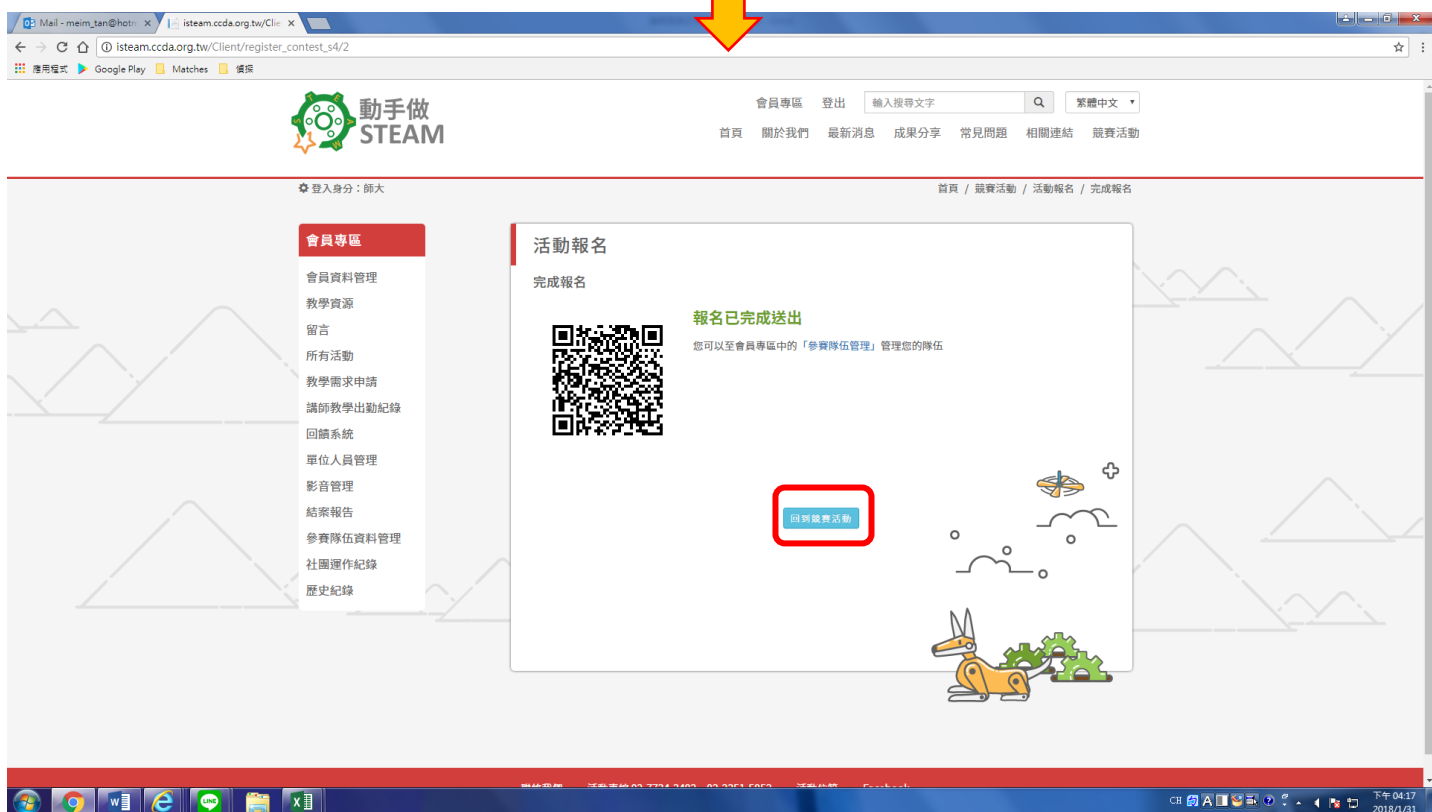 Mail - meim_tan@hotn
isteam.ccda.org.tw/Clie
isteam.ccda.org.tw/Client/register_contest_s4/2
應用程式 Google Play Matches 偵探
動手做
STEAM
S T E A M
會員專區 登出 輸入搜尋文字 繁體中文
首頁 關於我們 最新消息 成果分享 常見問題 相關連結 競賽活動
登入身分：師大
首頁 / 競賽活動 / 活動報名 / 完成報名
會員專區
會員資料管理
教學資源
留言
所有活動
教學需求申請
講師教學出勤紀錄
回饋系統
單位人員管理
影音管理
結案報告
參賽隊伍資料管理
社團運作紀錄
歷史紀錄
活動報名
完成報名
報名已完成送出
您可以至會員專區中的「參賽隊伍管理」管理您的隊伍
回到競賽活動
CH
下午 04:17
2018/1/31